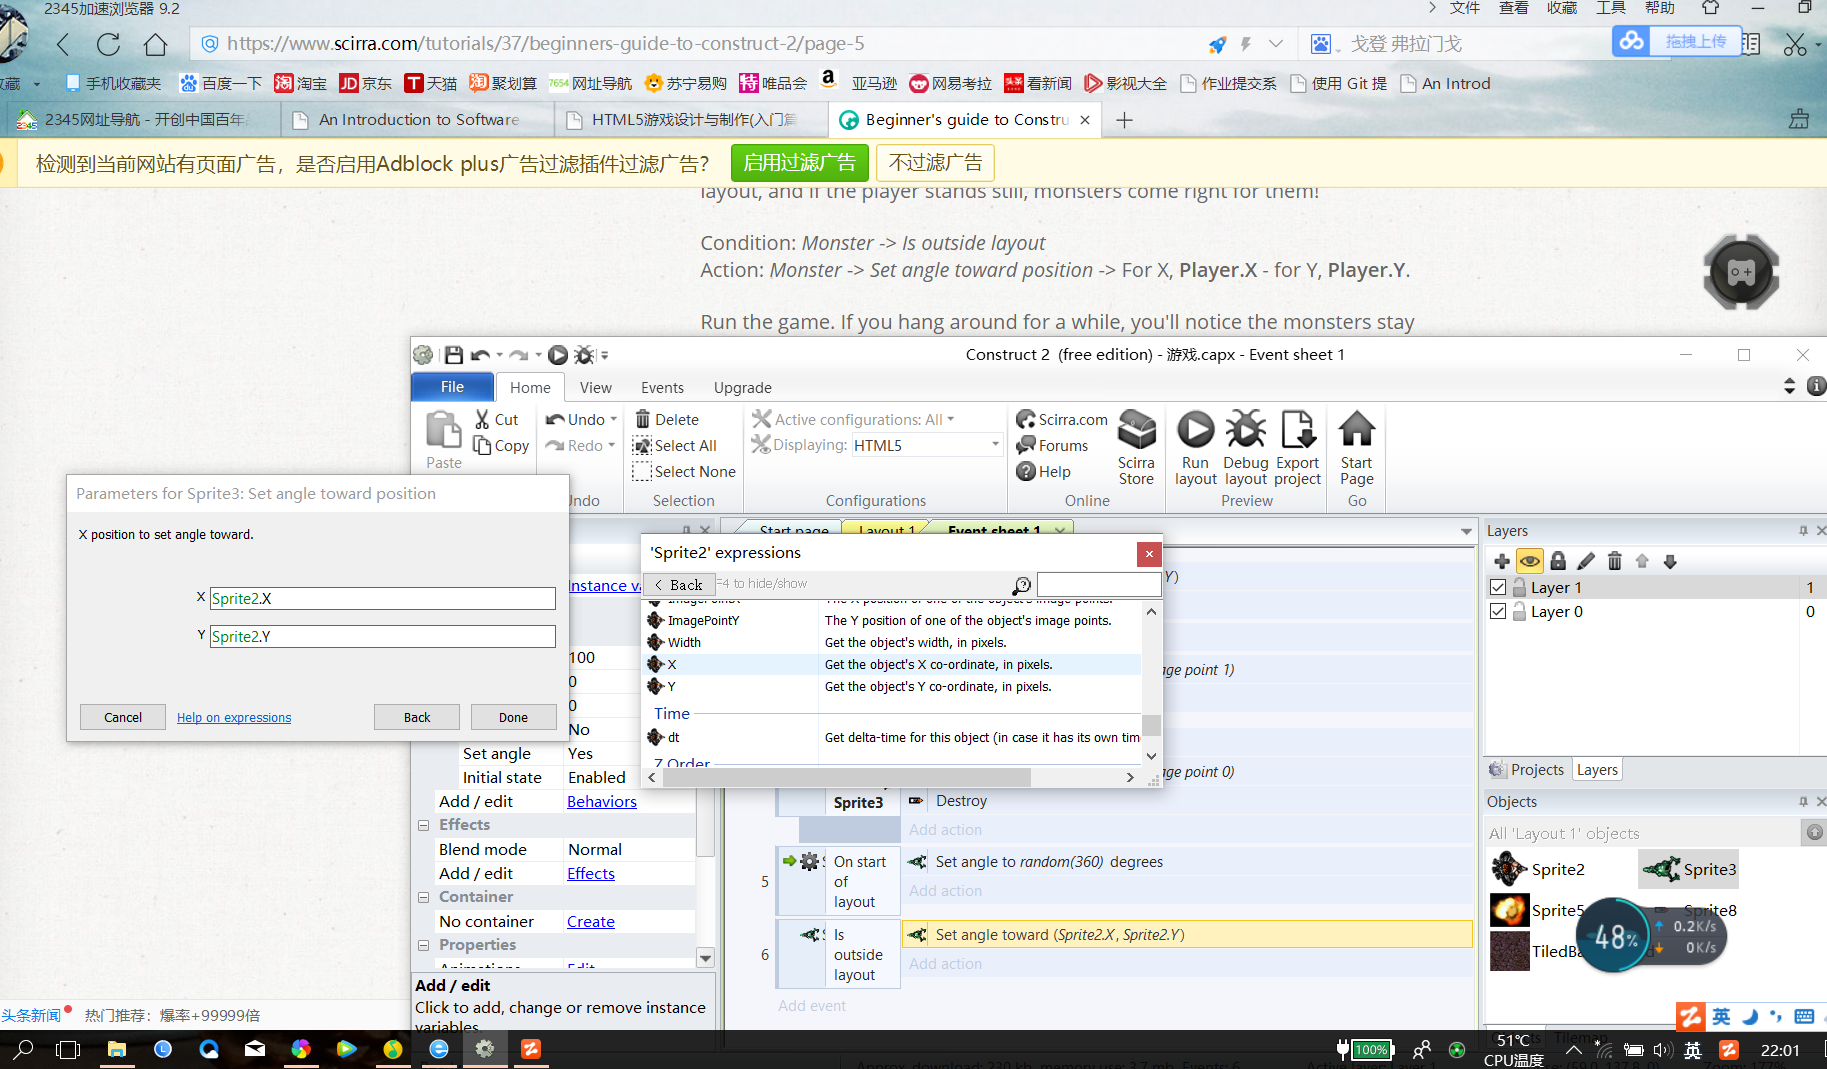 2345加速浏览器 9.2
文件 查看 收藏 工具 帮助
https://www.scirra.com/tutorials/37/beginners-guide-to-construct-2/page-5
戈登 弗拉门戈
拖拽上传
藏 手机收藏夹 百度一下 淘宝 京东 天猫 聚划算 网址导航 苏宁易购 唯品会 亚马逊 网易考拉 看新闻 影视大全 作业提交系 使用 Git 提 An Introd
2345网址导航 - 开创中国百年 An Introduction to Software HTML5游戏设计与制作(入门篇 Beginner's guide to Constru
检测到当前网站有页面广告，是否启用Adblock plus广告过滤插件过滤广告? 启用过滤广告 不过滤广告
layout, and if the player stands still, monsters come right for them!
Condition: Monster -> Is outside layout
Action: Monster -> Set angle toward position -> For X, Player.X - for Y, Player.Y.
Run the game. If you hang around for a while, you'll notice the monsters stay
Construct 2 (free edition) - 游戏.capx - Event sheet 1
File Home View Events Upgrade
Paste
Cut
Copy
Undo
Redo
ndo
Delete
Select All
Select None
Selection
Active configurations: All
Displaying: HTML5
Configurations
Scirra.com
Forums
Help
Scirra Store
Online
Run layout
Debug layout
Export project
Preview
Start Page
Go
Parameters for Sprite3: Set angle toward position
X position to set angle toward.
X Sprite2.X
Y Sprite2.Y
Cancel Help on expressions Back Done
Instance va
100
0
0
No
Set angle Yes
Initial state Enabled
Add / edit Behaviors
Effects
Blend mode Normal
Add / edit Effects
Container
No container Create
Properties
Animations Edit
Add / edit
Click to add, change or remove instance
variables.
Start page Layout 1 Event sheet 1
'Sprite2' expressions
Back F4 to hide/show
ImagePointX The X position of one of the object's image points.
ImagePointY The Y position of one of the object's image points.
Width Get the object's width, in pixels.
X Get the object's X co-ordinate, in pixels.
Y Get the object's Y co-ordinate, in pixels.
Time
dt Get delta-time for this object (in case it has its own tim
Z Order
Y)
ge point 1)
ge point 0)
Sprite3 Destroy
Add action
5 On start of layout Set angle to random(360) degrees
Add action
6 Is outside layout Set angle toward (Sprite2.X, Sprite2.Y)
Add action
Add event
Layers
Layer 1 1
Layer 0 0
Projects Layers
Objects
All 'Layout 1' objects
Sprite2 Sprite3
Sprite5 Sprite8
TiledBa
48% 0.2K/s
0K/s
头条新闻 热门推荐: 爆率+99999倍
英
Tilemap
100% 51℃
CPU温度
英 22:01